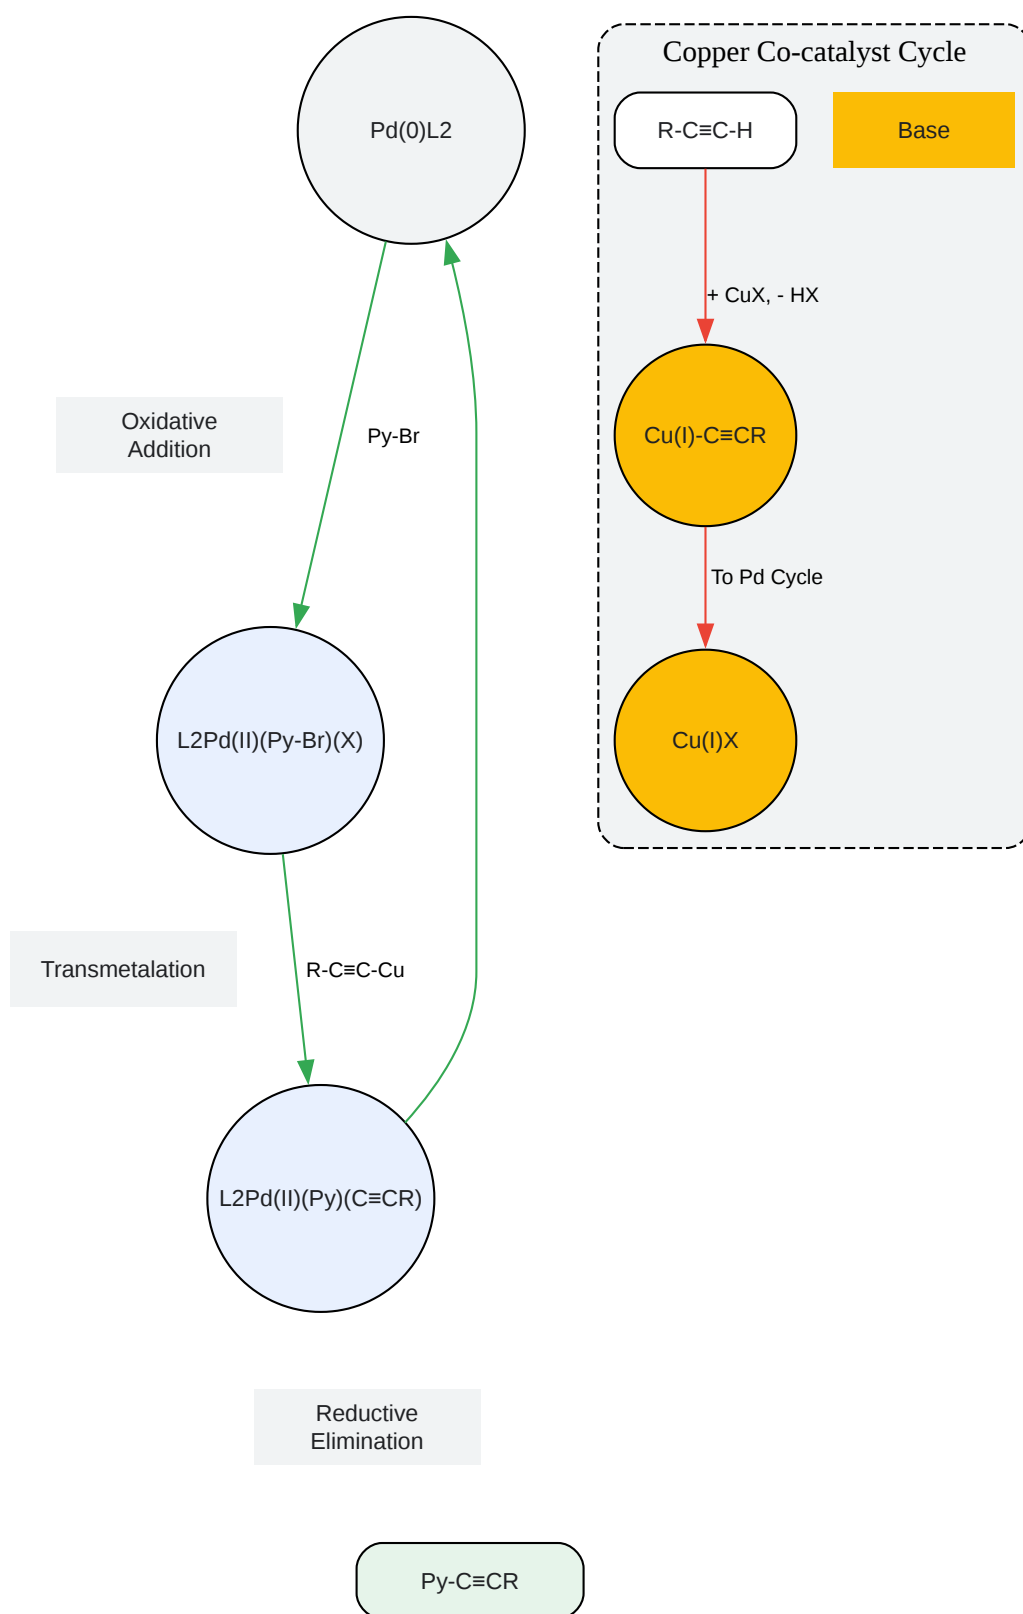 Copper Co-catalyst Cycle
Pd(0)L2
R-C≡C-H
Base
+ CuX, - HX
Oxidative
Addition
Py-Br
Cu(I)-C≡CR
To Pd Cycle
L2Pd(II)(Py-Br)(X)
Cu(I)X
Transmetalation
R-C≡C-Cu
L2Pd(II)(Py)(C≡CR)
Reductive
Elimination
Py-C≡CR